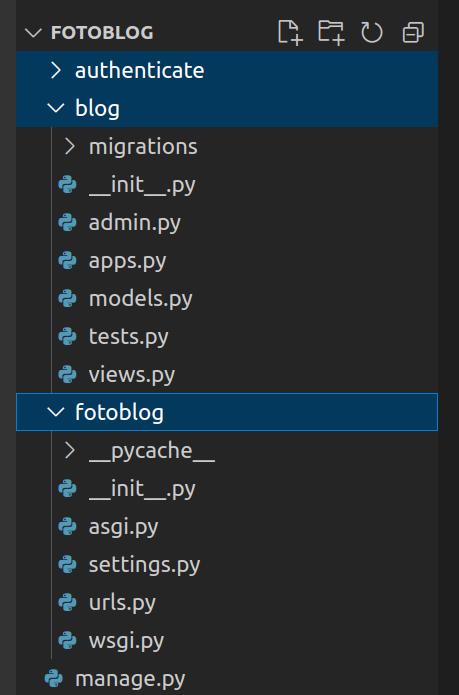 FOTOBLOG
authenticate
blog
migrations
__init__.py
admin.py
apps.py
models.py
tests.py
views.py
fotoblog
__pycache__
__init__.py
asgi.py
settings.py
urls.py
wsgi.py
manage.py